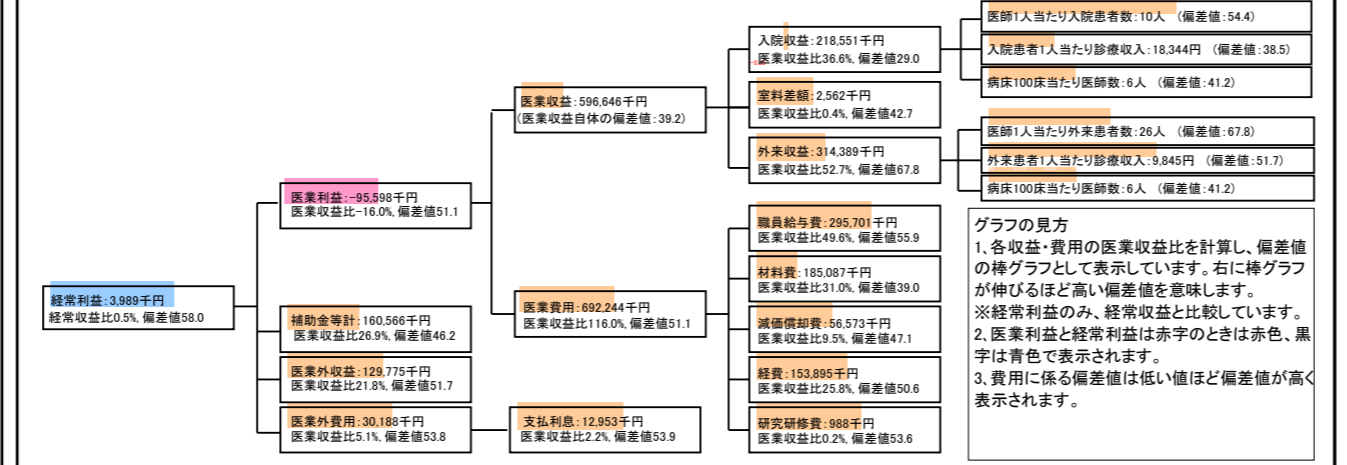 医師1人当たり入院患者数:10人 (偏差値:54.4)
入院収益:218,551千円
医業収益比36.6%, 偏差値29.0
入院患者1人当たり診療収入:18,344円 (偏差値:38.5)
病床100床当たり医師数:6人 (偏差値:41.2)
医業収益:596,646千円
(医業収益自体の偏差値:39.2)
室料差額:2,562千円
医業収益比0.4%, 偏差値42.7
医師1人当たり外来患者数:26人 (偏差値:67.8)
外来収益:314,389千円
医業収益比52.7%, 偏差値67.8
外来患者1人当たり診療収入:9,845円 (偏差値:51.7)
病床100床当たり医師数:6人 (偏差値:41.2)
医業利益:-95,598千円
医業収益比-16.0%, 偏差値51.1
職員給与費:295,701千円
医業収益比49.6%, 偏差値55.9
材料費:185,087千円
医業収益比31.0%, 偏差値39.0
経常利益:3,989千円
経常収益比0.5%, 偏差値58.0
医業費用:692,244千円
医業収益比116.0%, 偏差値51.1
補助金等計:160,566千円
医業収益比26.9%, 偏差値46.2
減価償却費:56,573千円
医業収益比9.5%, 偏差値47.1
医業外収益:129,775千円
医業収益比21.8%, 偏差値51.7
経費:153,895千円
医業収益比25.8%, 偏差値50.6
医業外費用:30,188千円
医業収益比5.1%, 偏差値53.8
支払利息:12,953千円
医業収益比2.2%, 偏差値53.9
研究研修費:988千円
医業収益比0.2%, 偏差値53.6
グラフの見方
1、各収益・費用の医業収益比を計算し、偏差値
の棒グラフとして表示しています。右に棒グラフ
が伸びるほど高い偏差値を意味します。
※経常利益のみ、経常収益と比較しています。
2、医業利益と経常利益は赤字のときは赤色、黒
字は青色で表示されます。
3、費用に係る偏差値は低い値ほど偏差値が高く
表示されます。